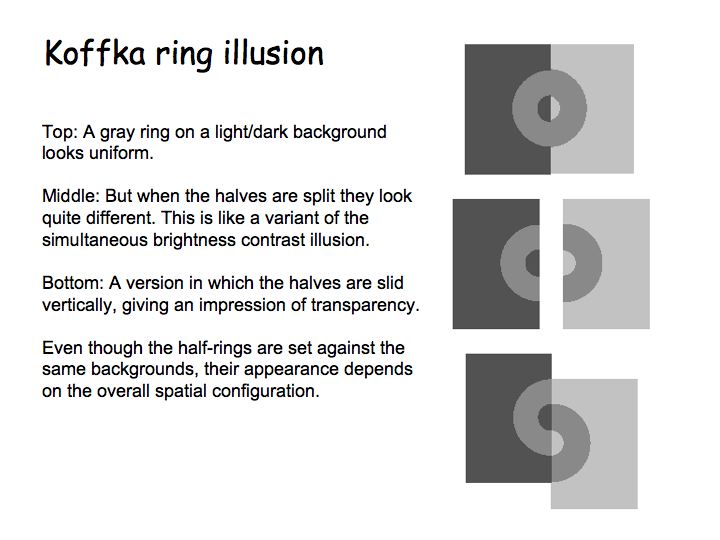 Koffka ring illusion
Top: A gray ring on a light/dark background
looks uniform.
Middle: But when the halves are split they look
quite different. This is like a variant of the
simultaneous brightness contrast illusion.
Bottom: A version in which the halves are slid
vertically, giving an impression of transparency.
Even though the half-rings are set against the
same backgrounds, their appearance depends
on the overall spatial configuration.